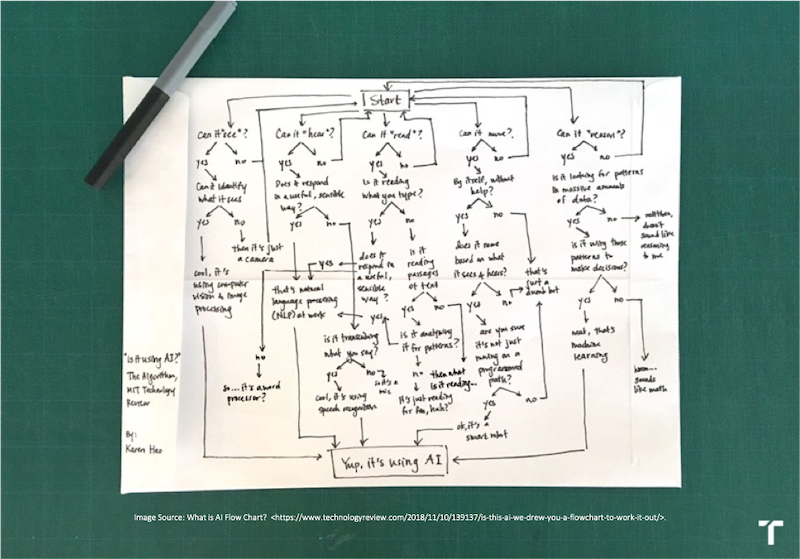 Start
Can it "see"?
yes
no
Can it identify
what it sees
yes
no
then it's just
a camera
cool, it's
using computer
vision & image
processing
Can it "hear"?
yes
no
Does it respond
in a useful, sensible
way?
yes
no
that's natural
language processing
(NLP) at work
is it transcribing
what you say?
yes
no
so it's a
mic
cool, it's using
speech recognition
Can it "read"?
yes
no
Is it reading
what you type?
yes
no
does it
respond in
a useful,
sensible
way?
yes
no
so... it's a word
processor?
is it
reading
passages
of text
yes
no
is it analyzing
it for patterns?
yes
no
it's just reading
for fun, huh?
then what
is it reading...
Can it move?
yes
no
By itself, without
help?
yes
no
that's
just a
dumb bot
does it move
based on what
it sees & hears?
yes
no
are you sure
it's not just
moving on a
programmed
path?
yes
no
ok, it's a
smart robot
Can it "reason"?
yes
no
is it looking for patterns
in massive amounts
of data?
yes
no
well then,
doesn't
sound like
reasoning
to me
is it using those
patterns to
make decisions?
yes
no
neat, that's
machine
learning
hmm...
sounds
like math
Yup, it's using AI
"Is it using AI?"
The Algorithm,
MIT Technology
Review
By:
Karen Hao
Image Source: What is AI Flow Chart? <https://www.technologyreview.com/2018/11/10/139137/is-this-ai-we-drew-you-a-flowchart-to-work-it-out/>.